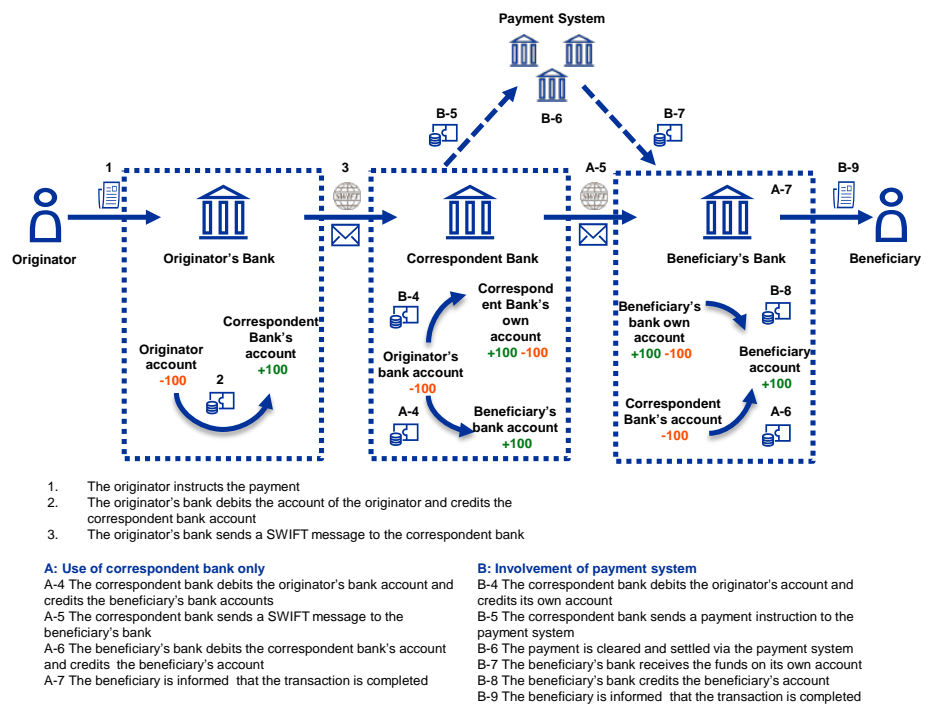 Payment System
B-5
B-6
B-7
1
3
SWIFT
A-5
SWIFT
A-7
B-9
Originator
Originator's Bank
Correspondent Bank
Beneficiary's Bank
Beneficiary
Originator
account
-100
2
Correspondent
Bank's
account
+100
B-4
Correspond
ent Bank's
own
account
+100 -100
Originator's
bank account
-100
A-4
Beneficiary's
bank account
+100
Beneficiary's
bank own
account
+100 -100
B-8
Beneficiary
account
+100
Correspondent
Bank's account
-100
A-6
1. The originator instructs the payment
2. The originator's bank debits the account of the originator and credits the
correspondent bank account
3. The originator's bank sends a SWIFT message to the correspondent bank
A: Use of correspondent bank only
A-4 The correspondent bank debits the originator's bank account and
credits the beneficiary's bank accounts
A-5 The correspondent bank sends a SWIFT message to the
beneficiary's bank
A-6 The beneficiary's bank debits the correspondent bank's account
and credits the beneficiary's account
A-7 The beneficiary is informed that the transaction is completed
B: Involvement of payment system
B-4 The correspondent bank debits the originator's account and
credits its own account
B-5 The correspondent bank sends a payment instruction to the
payment system
B-6 The payment is cleared and settled via the payment system
B-7 The beneficiary's bank receives the funds on its own account
B-8 The beneficiary's bank credits the beneficiary's account
B-9 The beneficiary is informed that the transaction is completed